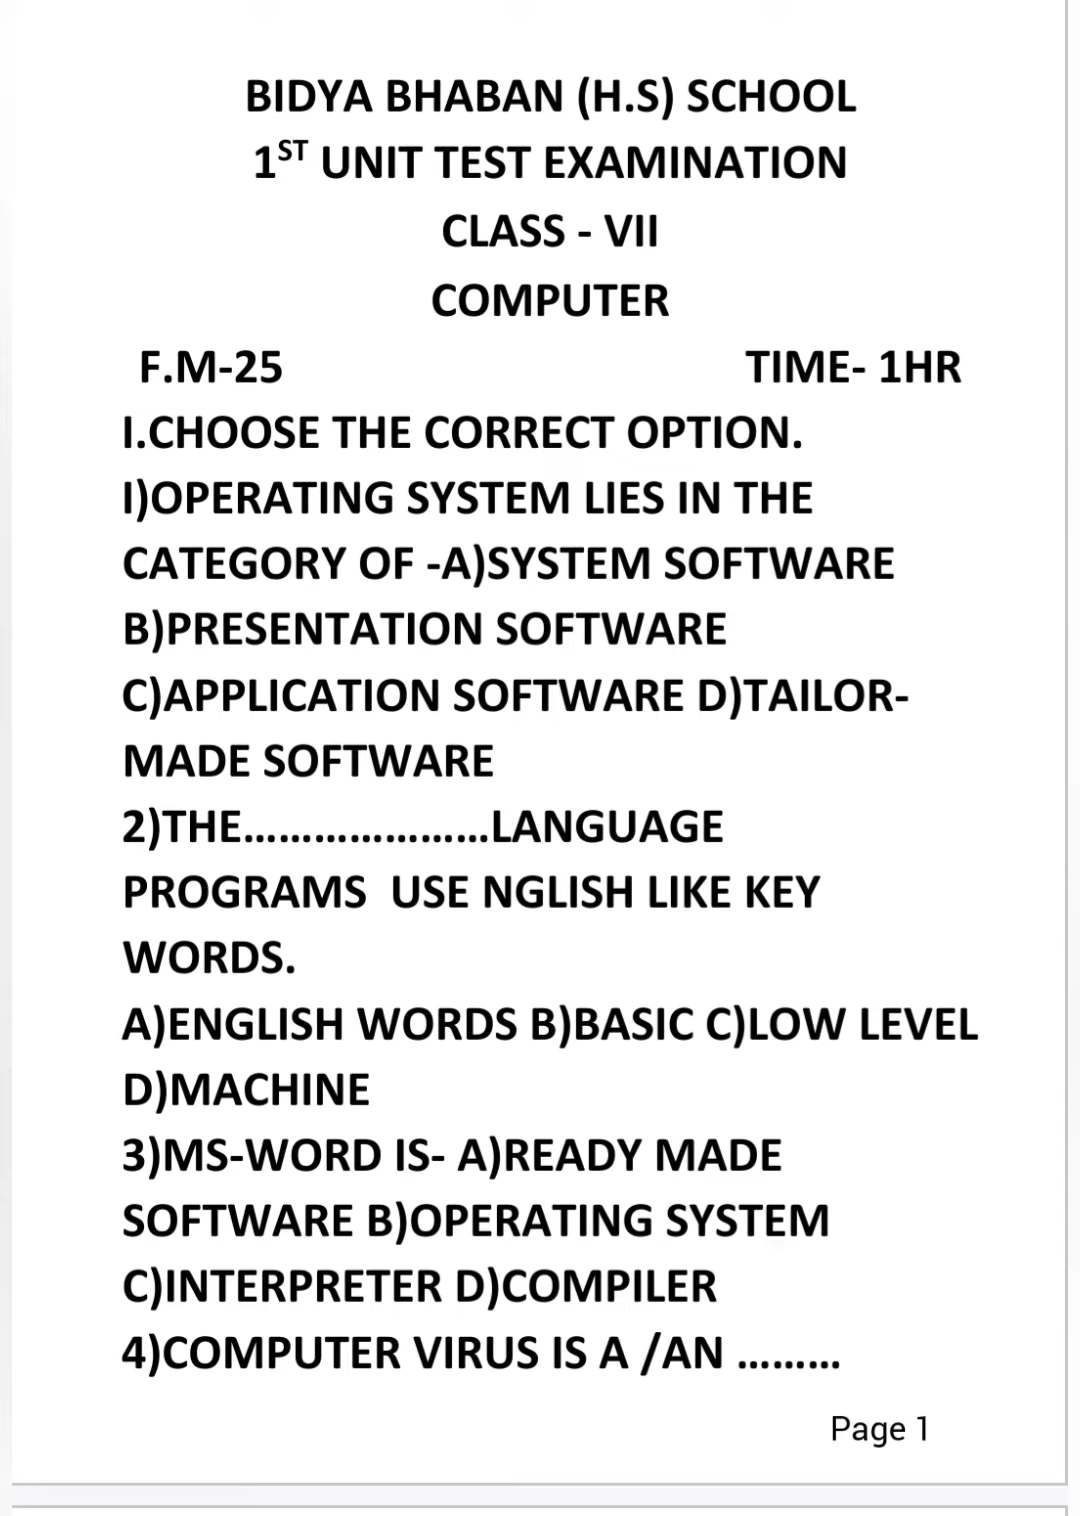 BIDYA BHABAN (H.S) SCHOOL
1ST UNIT TEST EXAMINATION
CLASS - VII
COMPUTER
F.M-25 TIME- 1HR
I.CHOOSE THE CORRECT OPTION.
I)OPERATING SYSTEM LIES IN THE
CATEGORY OF -A)SYSTEM SOFTWARE
B)PRESENTATION SOFTWARE
C)APPLICATION SOFTWARE D)TAILOR-
MADE SOFTWARE
2)THE.....................LANGUAGE
PROGRAMS  USE NGLISH LIKE KEY
WORDS.
A)ENGLISH WORDS B)BASIC C)LOW LEVEL
D)MACHINE
3)MS-WORD IS- A)READY MADE
SOFTWARE B)OPERATING SYSTEM
C)INTERPRETER D)COMPILER
4)COMPUTER VIRUS IS A /AN .........
Page 1